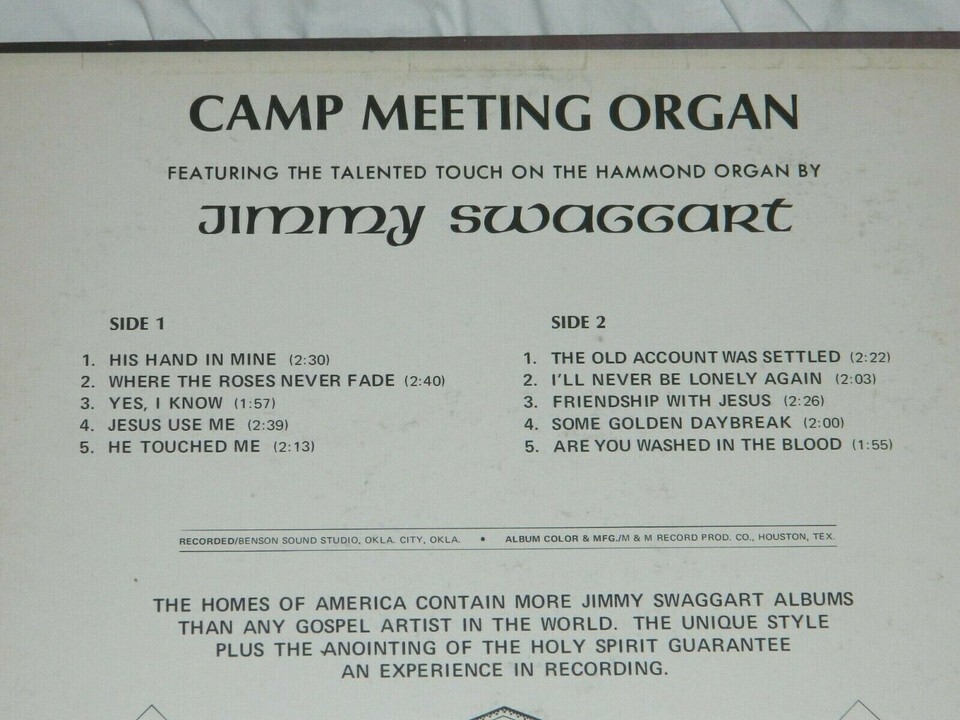 CAMP MEETING ORGAN
FEATURING THE TALENTED TOUCH ON THE HAMMOND ORGAN BY
JIMMY SWAGGART
SIDE 1
1. HIS HAND IN MINE (2:30)
2. WHERE THE ROSES NEVER FADE (2:40)
3. YES, I KNOW (1:57)
4. JESUS USE ME (2:39)
5. HE TOUCHED ME (2:13)
SIDE 2
1. THE OLD ACCOUNT WAS SETTLED (2:22)
2. I'LL NEVER BE LONELY AGAIN (2:03)
3. FRIENDSHIP WITH JESUS (2:26)
4. SOME GOLDEN DAYBREAK (2:00)
5. ARE YOU WASHED IN THE BLOOD (1:55)
RECORDED/BENSON SOUND STUDIO, OKLA. CITY, OKLA. • ALBUM COLOR & MFG./M & M RECORD PROD. CO., HOUSTON, TEX.
THE HOMES OF AMERICA CONTAIN MORE JIMMY SWAGGART ALBUMS
THAN ANY GOSPEL ARTIST IN THE WORLD. THE UNIQUE STYLE
PLUS THE ANOINTING OF THE HOLY SPIRIT GUARANTEE
AN EXPERIENCE IN RECORDING.